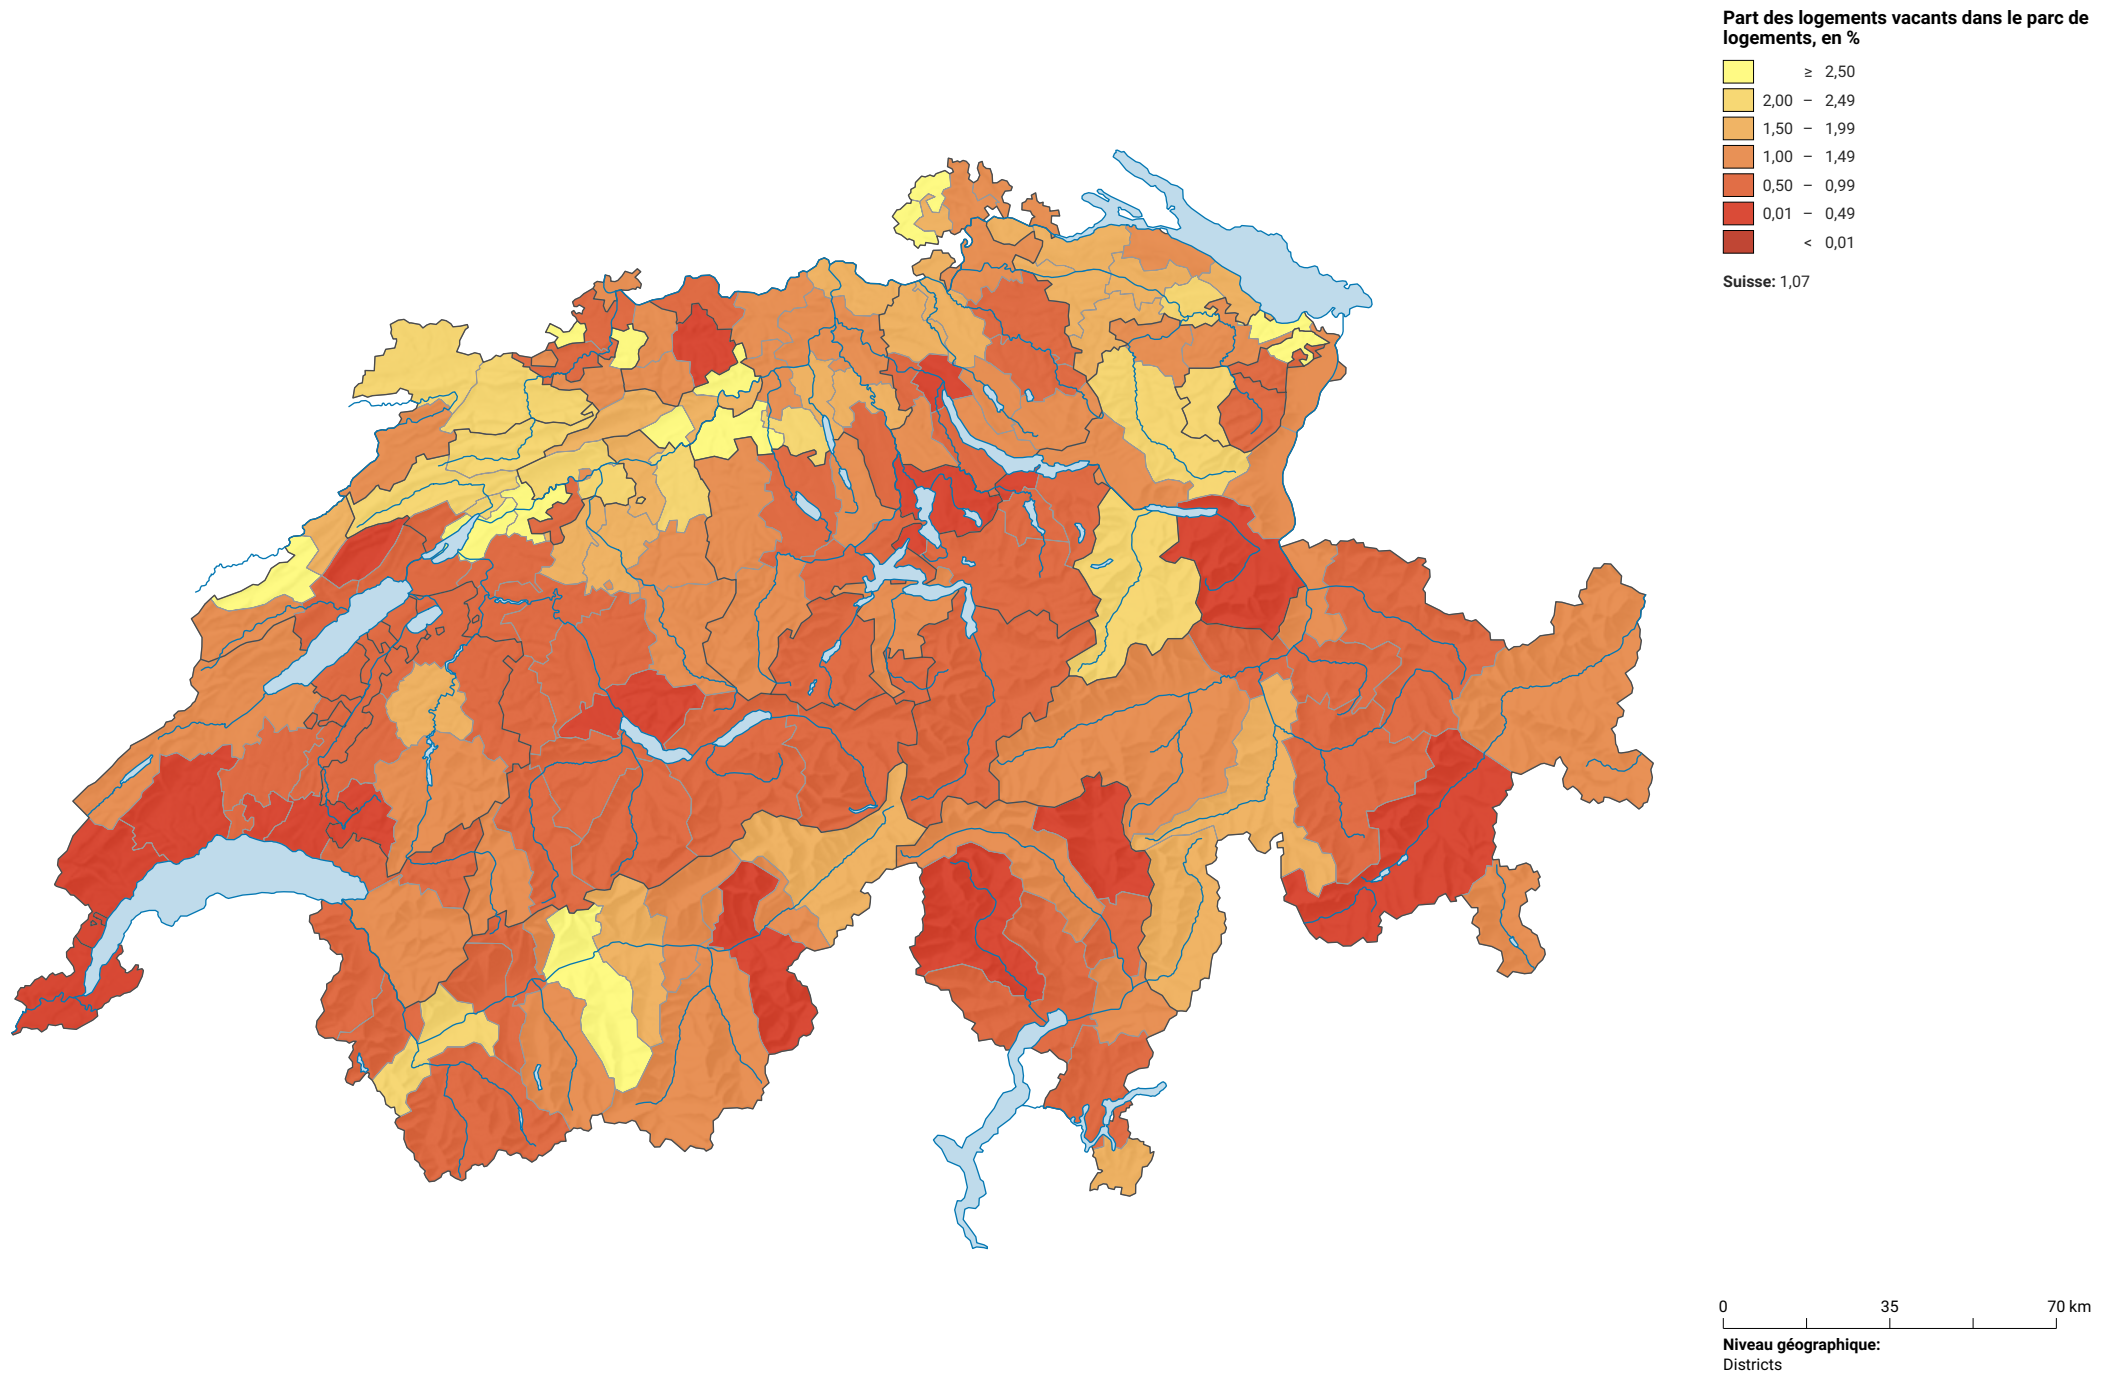 Part des logements vacants dans le parc de
logements, en %
≥ 2,50
2,00 – 2,49
1,50 – 1,99
1,00 – 1,49
0,50 – 0,99
0,01 – 0,49
< 0,01
Suisse: 1,07
0 35 70 km
Niveau géographique:
Districts